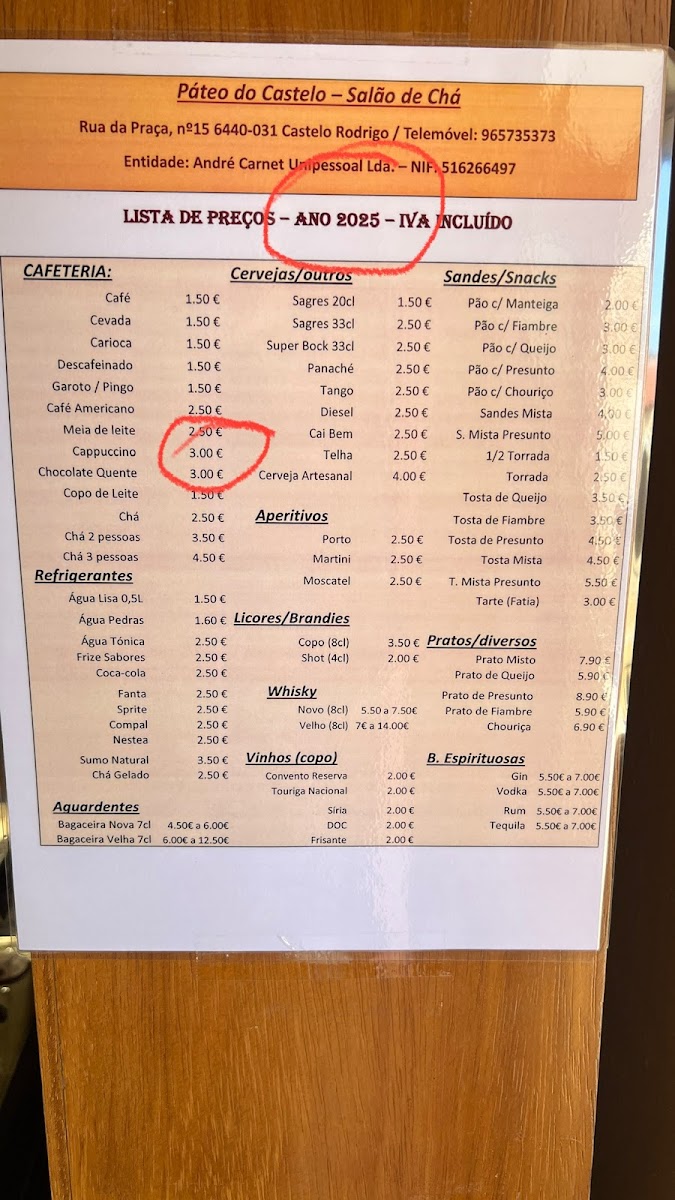 Páteo do Castelo – Salão de Chá
Rua da Praça, nº15 6440-031 Castelo Rodrigo / Telemóvel: 965735373
Entidade: André Carnet Unipessoal Lda. – NIF. 516266497
LISTA DE PREÇOS – ANO 2025 – IVA INCLUÍDO
CAFETERIA:
Café 1.50 €
Cevada 1.50 €
Carioca 1.50 €
Descafeinado 1.50 €
Garoto / Pingo 1.50 €
Café Americano 2.50 €
Meia de leite 2.50 €
Cappuccino 3.00 €
Chocolate Quente 3.00 €
Copo de Leite 1.50 €
Chá 2.50 €
Chá 2 pessoas 3.50 €
Chá 3 pessoas 4.50 €
Refrigerantes
Água Lisa 0,5L 1.50 €
Água Pedras 1.60 €
Água Tónica 2.50 €
Frize Sabores 2.50 €
Coca-cola 2.50 €
Fanta 2.50 €
Sprite 2.50 €
Compal 2.50 €
Nestea 2.50 €
Sumo Natural 3.50 €
Chá Gelado 2.50 €
Aguardentes
Bagaceira Nova 7cl 4.50€ a 6.00€
Bagaceira Velha 7cl 6.00€ a 12.50€
Cervejas/outros
Sagres 20cl 1.50 €
Sagres 33cl 2.50 €
Super Bock 33cl 2.50 €
Panaché 2.50 €
Tango 2.50 €
Diesel 2.50 €
Cai Bem 2.50 €
Telha 2.50 €
Cerveja Artesanal 4.00 €
Aperitivos
Porto 2.50 €
Martini 2.50 €
Moscatel 2.50 €
Licores/Brandies
Copo (8cl) 3.50 €
Shot (4cl) 2.00 €
Whisky
Novo (8cl) 5.50 a 7.50€
Velho (8cl) 7€ a 14.00€
Vinhos (copo)
Convento Reserva 2.00 €
Touriga Nacional 2.00 €
Síria 2.00 €
DOC 2.00 €
Frisante 2.00 €
Sandes/Snacks
Pão c/ Manteiga 2.00 €
Pão c/ Fiambre 3.00 €
Pão c/ Queijo 3.00 €
Pão c/ Presunto 4.00 €
Pão c/ Chouriço 3.00 €
Sandes Mista 4.00 €
S. Mista Presunto 5.00 €
1/2 Torrada 1.50 €
Torrada 2.50 €
Tosta de Queijo 3.50 €
Tosta de Fiambre 3.50 €
Tosta de Presunto 4.50 €
Tosta Mista 4.50 €
T. Mista Presunto 5.50 €
Tarte (Fatia) 3.00 €
Pratos/diversos
Prato Misto 7.90 €
Prato de Queijo 5.90 €
Prato de Presunto 8.90 €
Prato de Fiambre 5.90 €
Chouriça 6.90 €
B. Espirituosas
Gin 5.50€ a 7.00€
Vodka 5.50€ a 7.00€
Rum 5.50€ a 7.00€
Tequila 5.50€ a 7.00€